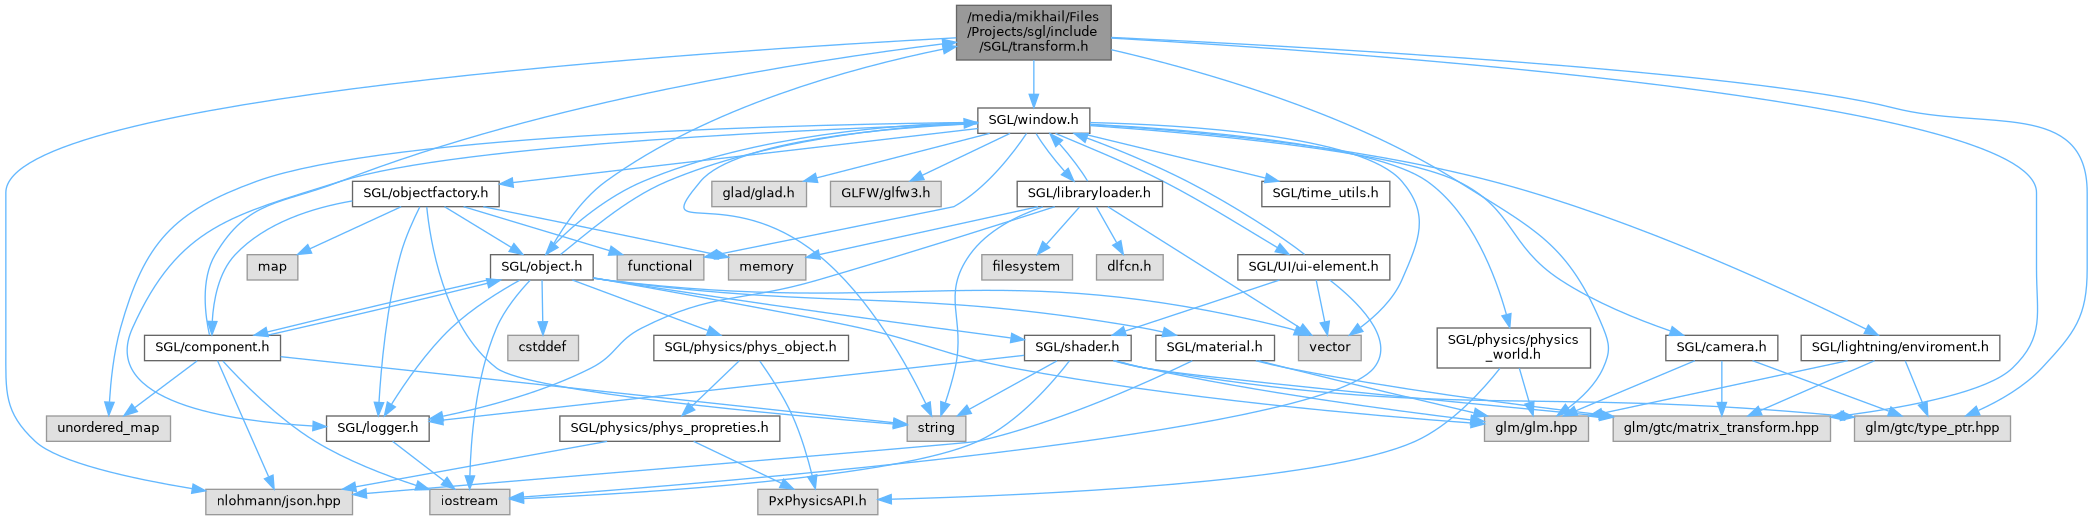 /media/mikhail/Files
/Projects/sgl/include
/SGL/transform.h
SGL/window.h
SGL/objectfactory.h
glad/glad.h
GLFW/glfw3.h
SGL/libraryloader.h
SGL/time_utils.h
map
SGL/object.h
functional
memory
filesystem
dlfcn.h
SGL/UI/ui-element.h
SGL/component.h
cstddef
SGL/physics/phys_object.h
SGL/shader.h
SGL/material.h
vector
SGL/physics/physics
_world.h
SGL/camera.h
SGL/lightning/enviroment.h
unordered_map
SGL/logger.h
SGL/physics/phys_propreties.h
string
glm/glm.hpp
glm/gtc/matrix_transform.hpp
glm/gtc/type_ptr.hpp
nlohmann/json.hpp
iostream
PxPhysicsAPI.h